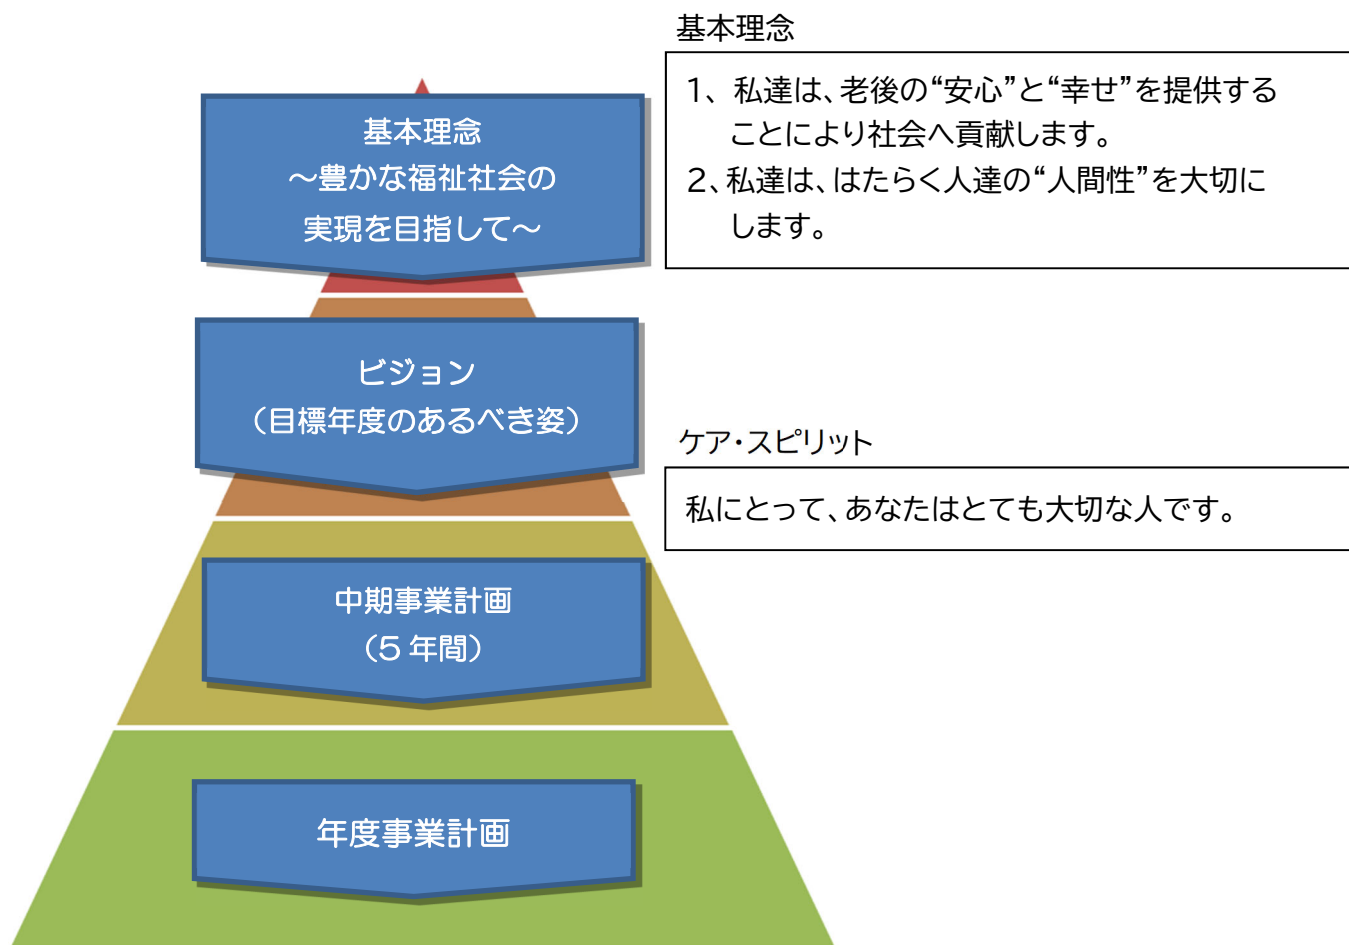 基本理念
～豊かな福祉社会の
実現を目指して～
基本理念
1、 私達は、老後の“安心”と“幸せ”を提供する
ことにより社会へ貢献します。
2、私達は、はたらく人達の“人間性”を大切に
します。
ビジョン
（目標年度のあるべき姿）
ケア・スピリット
私にとって、あなたはとても大切な人です。
中期事業計画
（5 年間）
年度事業計画